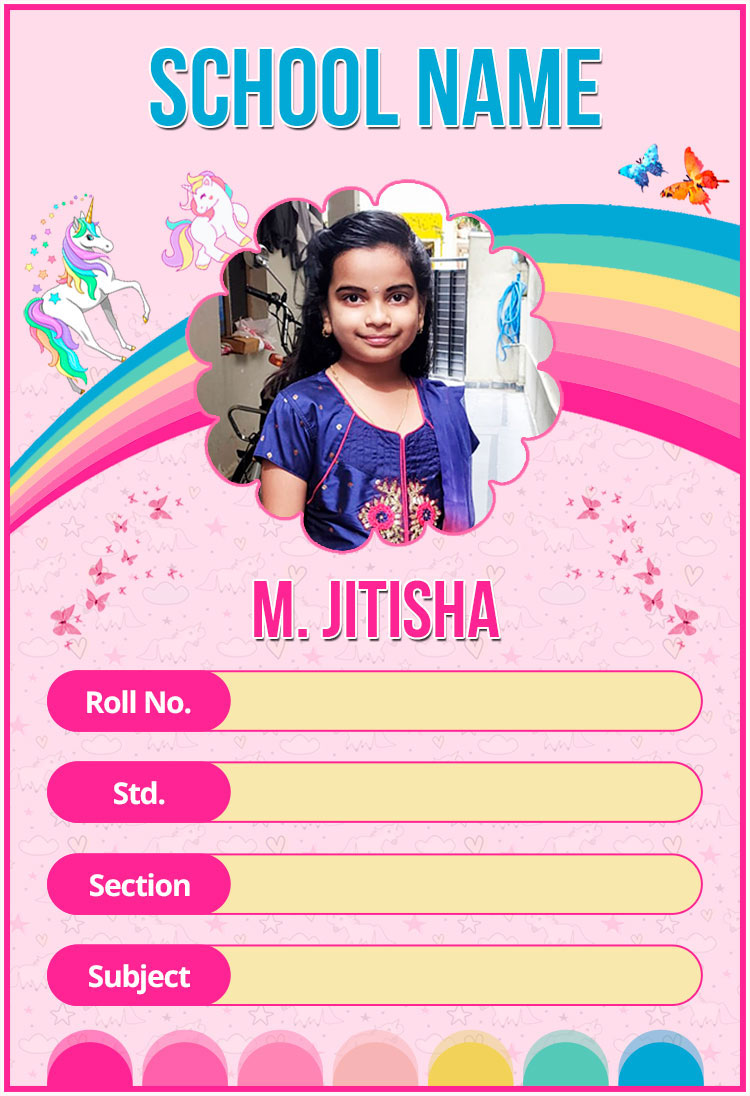 SCHOOL NAME
M. JITISHA
Roll No.
Std.
Section
Subject